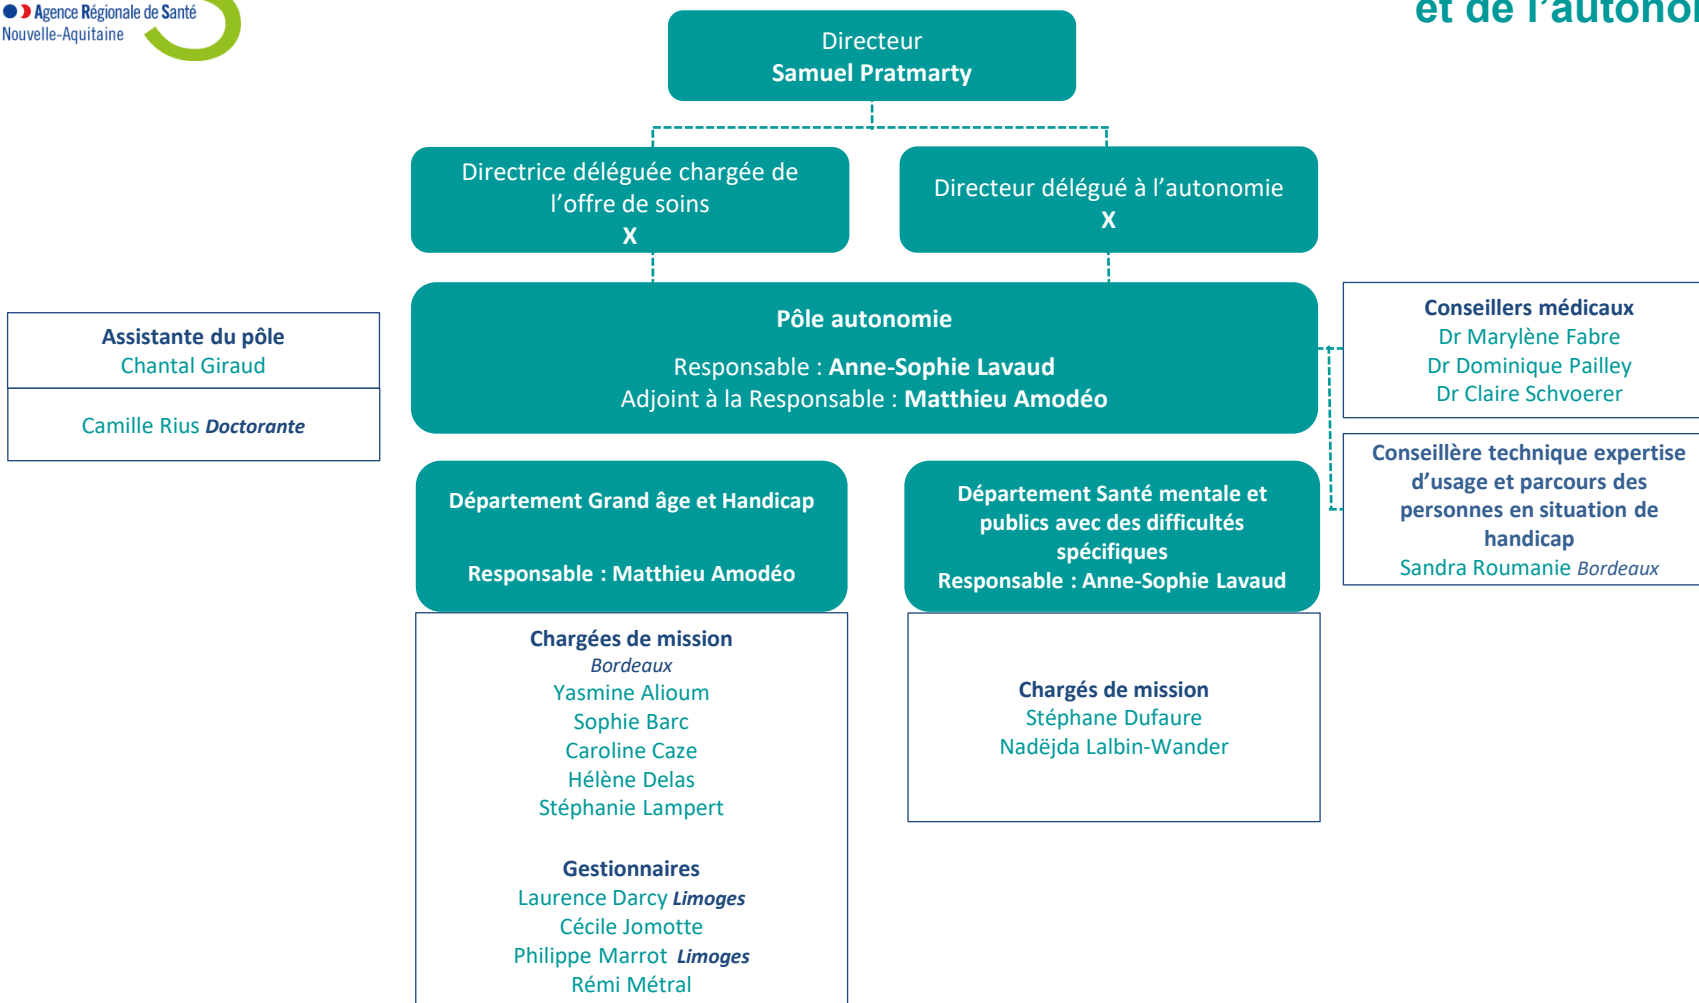 Agence Régionale de Santé
Nouvelle-Aquitaine
et de l’autono
Directeur
Samuel Pratmarty
Directrice déléguée chargée de
l’offre de soins
X
Directeur délégué à l’autonomie
X
Pôle autonomie
Responsable : Anne-Sophie Lavaud
Adjoint à la Responsable : Matthieu Amodéo
Assistante du pôle
Chantal Giraud
Camille Rius Doctorante
Conseillers médicaux
Dr Marylène Fabre
Dr Dominique Pailley
Dr Claire Schvoerer
Conseillère technique expertise
d’usage et parcours des
personnes en situation de
handicap
Sandra Roumanie Bordeaux
Département Grand âge et Handicap
Responsable : Matthieu Amodéo
Chargées de mission
Bordeaux
Yasmine Alioum
Sophie Barc
Caroline Caze
Hélène Delas
Stéphanie Lampert
Gestionnaires
Laurence Darcy Limoges
Cécile Jomotte
Philippe Marrot Limoges
Rémi Métral
Département Santé mentale et
publics avec des difficultés
spécifiques
Responsable : Anne-Sophie Lavaud
Chargés de mission
Stéphane Dufaure
Nadëjda Lalbin-Wander